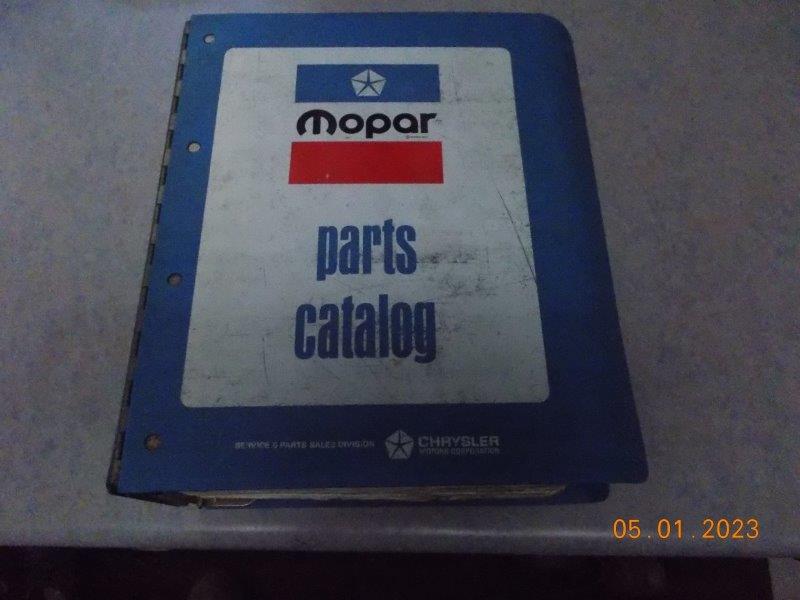 mopar
parts
catalog
SERVICE & PARTS SALES DIVISION
CHRYSLER
MOTORS CORPORATION
05.01.2023